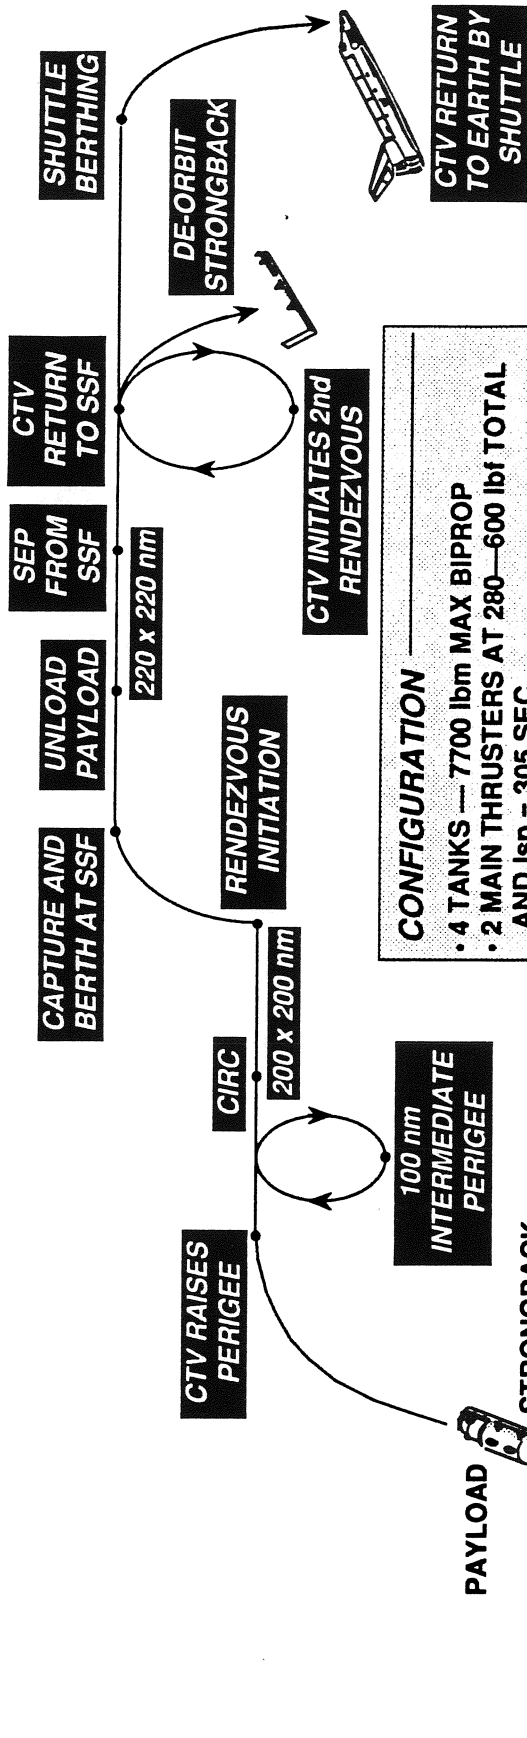 CTV RAISES
PERIGEE
100 nm
INTERMEDIATE
PERIGEE
CIRC
200 x 200 nm
RENDEZVOUS
INITIATION
CAPTURE AND
BERTH AT SSF
UNLOAD
PAYLOAD
220 x 220 nm
SEP
FROM
SSF
CTV
RETURN
TO SSF
CTV INITIATES 2nd
RENDEZVOUS
DE-ORBIT
STRONGBACK
SHUTTLE
BERTHING
CTV RETURN
TO EARTH BY
SHUTTLE
PAYLOAD
STRONGBACK
CONFIGURATION
• 4 TANKS — 7700 lbm MAX BIPROP
• 2 MAIN THRUSTERS AT 280—600 lbf TOTAL
AND Isp = 305 SEC